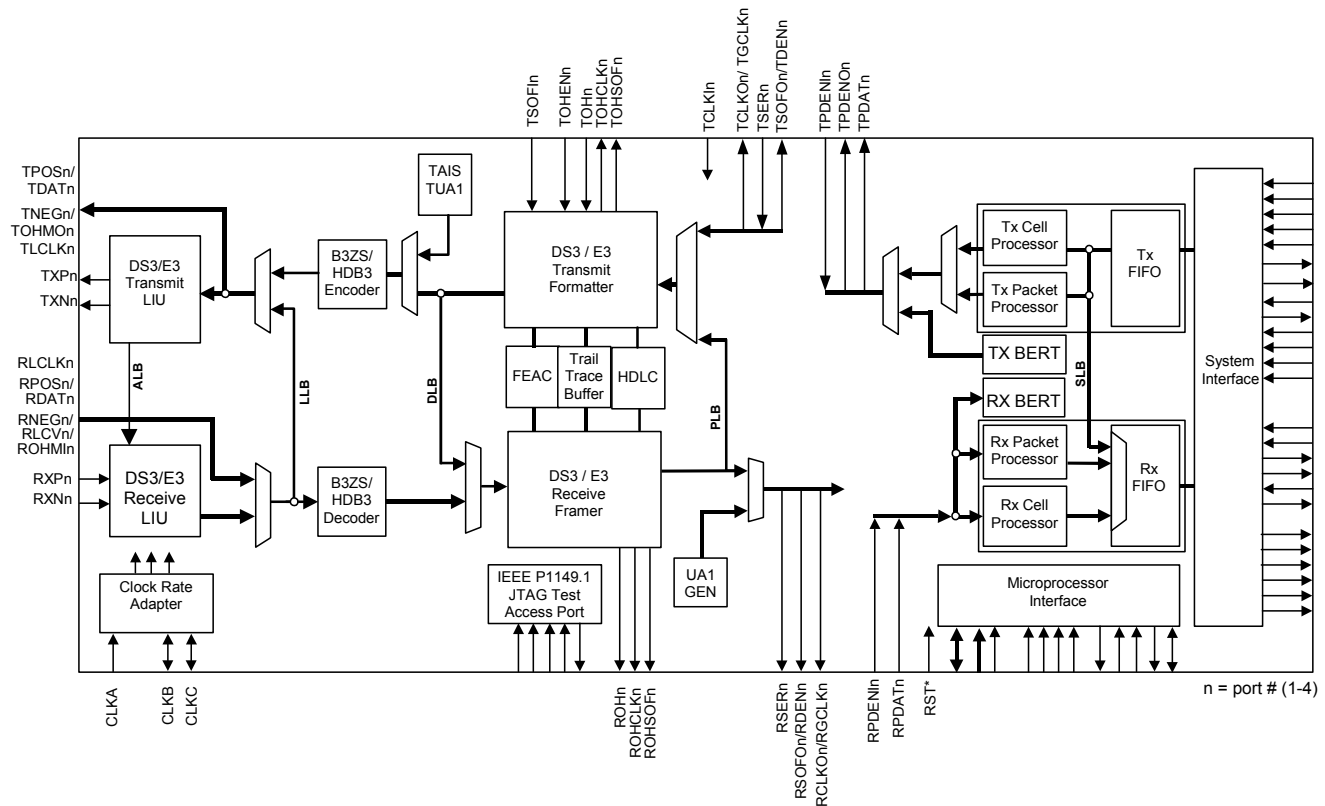 TSOFIn
TOHENn
TOHn
TOHCLKn
TOHSOFn
TCLKIn
TCLKOn/ TGCLKn
TSERn
TSOFOn/TDENn
TPDENIn
TPDENOn
TPDATn
TPOSn/
TDATn
TNEGn/
TOHMOn
TLCLKn
TXPn
TXNn
RLCLKn
RPOSn/
RDATn
RNEGn/
RLCVn/
ROHMIn
RXPn
RXNn
DS3/E3
Transmit
LIU
ALB
DS3/E3
Receive
LIU
Clock Rate
Adapter
CLKA
CLKB
CLKC
LLB
B3ZS/
HDB3
Encoder
B3ZS/
HDB3
Decoder
TAIS
TUA1
DLB
DS3 / E3
Transmit
Formatter
FEAC
Trail
Trace
Buffer
HDLC
DS3 / E3
Receive
Framer
IEEE P1149.1
JTAG Test
Access Port
ROHn
ROHCLKn
ROHSOFn
PLB
UA1
GEN
RSERn
RSOFOn/RDENn
RCLKOn/RGCLKn
RPDENIn
RPDATn
RST*
Tx Cell
Processor
Tx Packet
Processor
Tx
FIFO
TX BERT
SLB
RX BERT
Rx Packet
Processor
Rx Cell
Processor
Rx
FIFO
System
Interface
Microprocessor
Interface
n = port # (1-4)